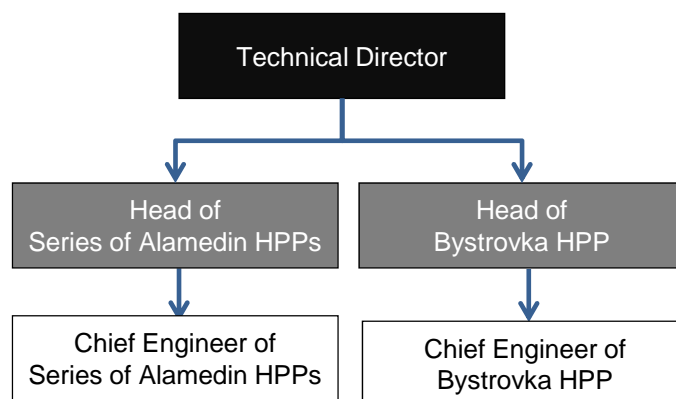 Technical Director
Head of
Series of Alamedin HPPs
Head of
Bystrovka HPP
Chief Engineer of
Series of Alamedin HPPs
Chief Engineer of
Bystrovka HPP